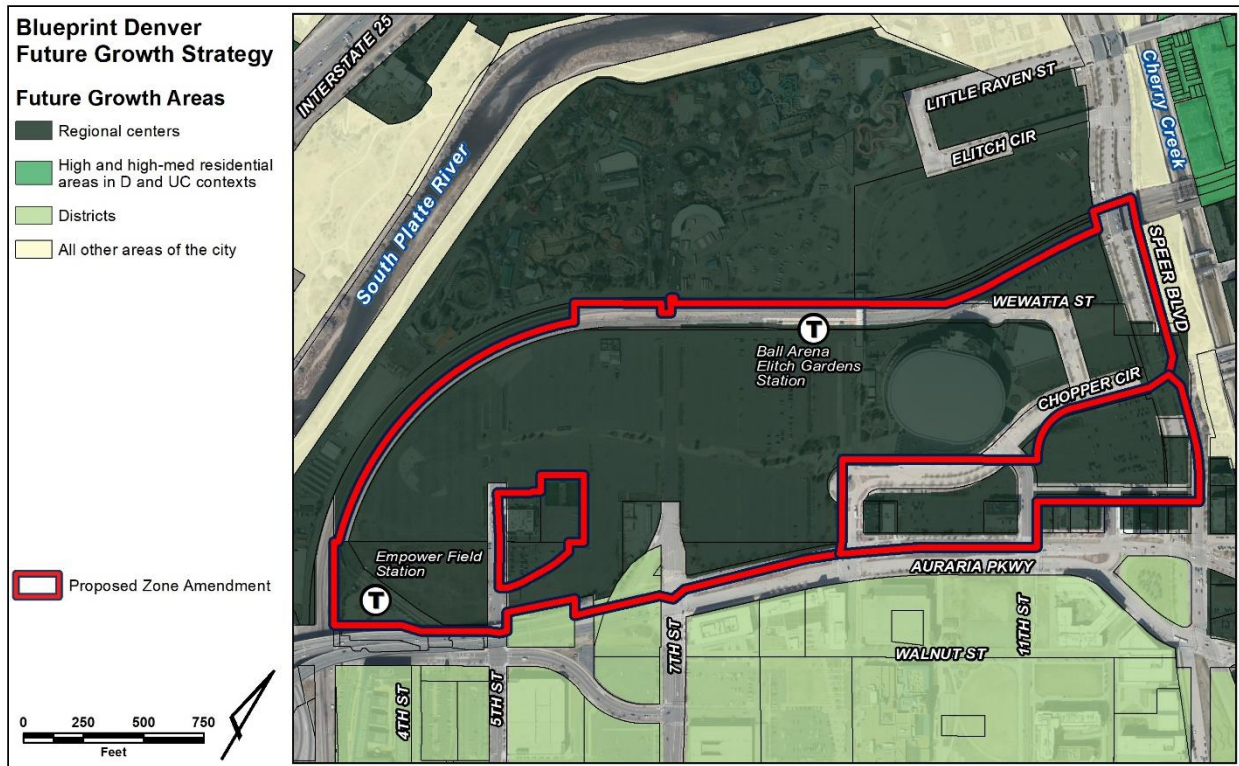 Blueprint Denver
Future Growth Strategy
Future Growth Areas
Regional centers
High and high-med residential
areas in D and UC contexts
Districts
All other areas of the city
Proposed Zone Amendment
0 250 500 750
Feet
INTERSTATE 25
South Platte River
LITTLE RAVEN ST
ELITCH CIR
Cherry Creek
SPEER BLVD
WEWATTA ST
T
Ball Arena
Elitch Gardens
Station
CHOPPER CIR
Empower Field
Station
T
AURARIA PKWY
4TH ST
5TH ST
7TH ST
WALNUT ST
11TH ST